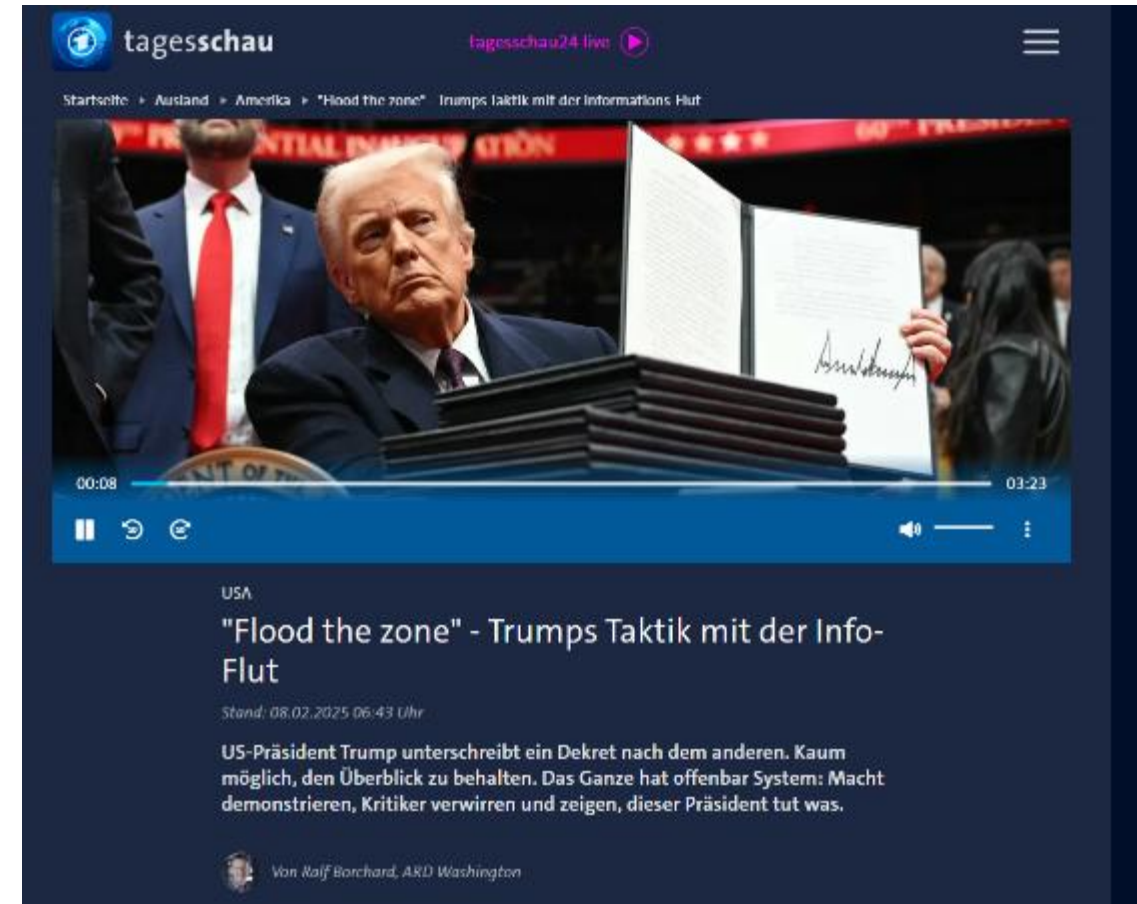 tagesschau
tagesschau24 live
Startseite ▸ Ausland ▸ Amerika ▸ "Flood the zone" - Trumps Taktik mit der Informations-Flut
60TH PRESIDEN
00:08
03:23
USA
"Flood the zone" - Trumps Taktik mit der Info-
Flut
Stand: 08.02.2025 06:43 Uhr
US-Präsident Trump unterschreibt ein Dekret nach dem anderen. Kaum
möglich, den Überblick zu behalten. Das Ganze hat offenbar System: Macht
demonstrieren, Kritiker verwirren und zeigen, dieser Präsident tut was.
Von Ralf Borchard, ARD Washington